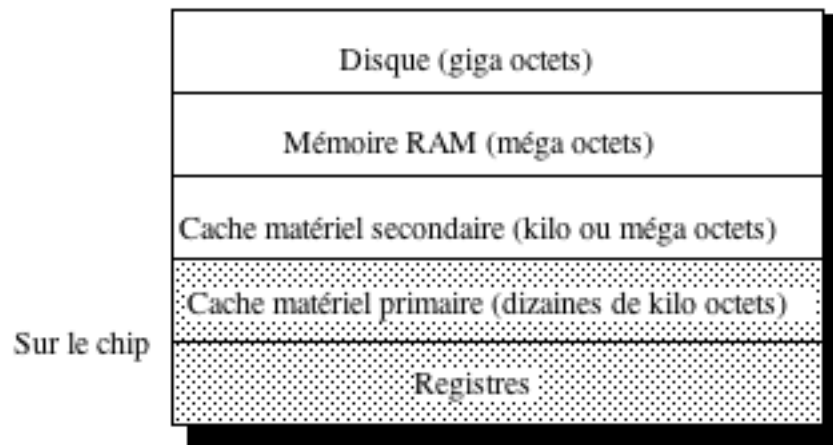 Disque (giga octets)
Mémoire RAM (méga octets)
Cache matériel secondaire (kilo ou méga octets)
Cache matériel primaire (dizaines de kilo octets)
Sur le chip
Registres